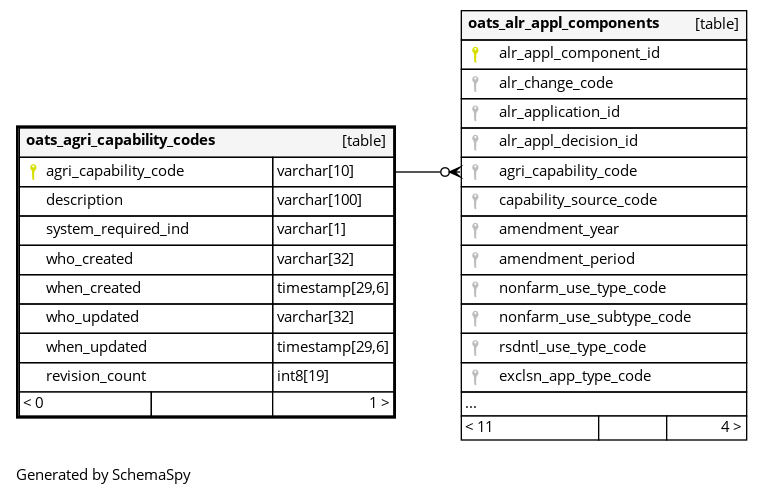 oats_agri_capability_codes [table]
agri_capability_code varchar[10]
description varchar[100]
system_required_ind varchar[1]
who_created varchar[32]
when_created timestamp[29,6]
who_updated varchar[32]
when_updated timestamp[29,6]
revision_count int8[19]
< 0 1 >
oats_alr_appl_components [table]
alr_appl_component_id
alr_change_code
alr_application_id
alr_appl_decision_id
agri_capability_code
capability_source_code
amendment_year
amendment_period
nonfarm_use_type_code
nonfarm_use_subtype_code
rsdntl_use_type_code
exclsn_app_type_code
...
< 11 4 >
Generated by SchemaSpy